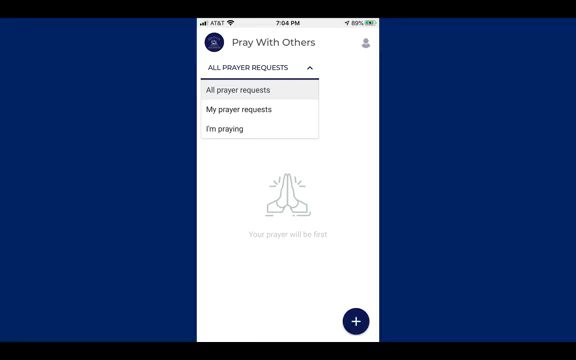 AT&T 7:04 PM 89%
Pray With Others
ALL PRAYER REQUESTS
All prayer requests
My prayer requests
I'm praying
Your prayer will be first
+